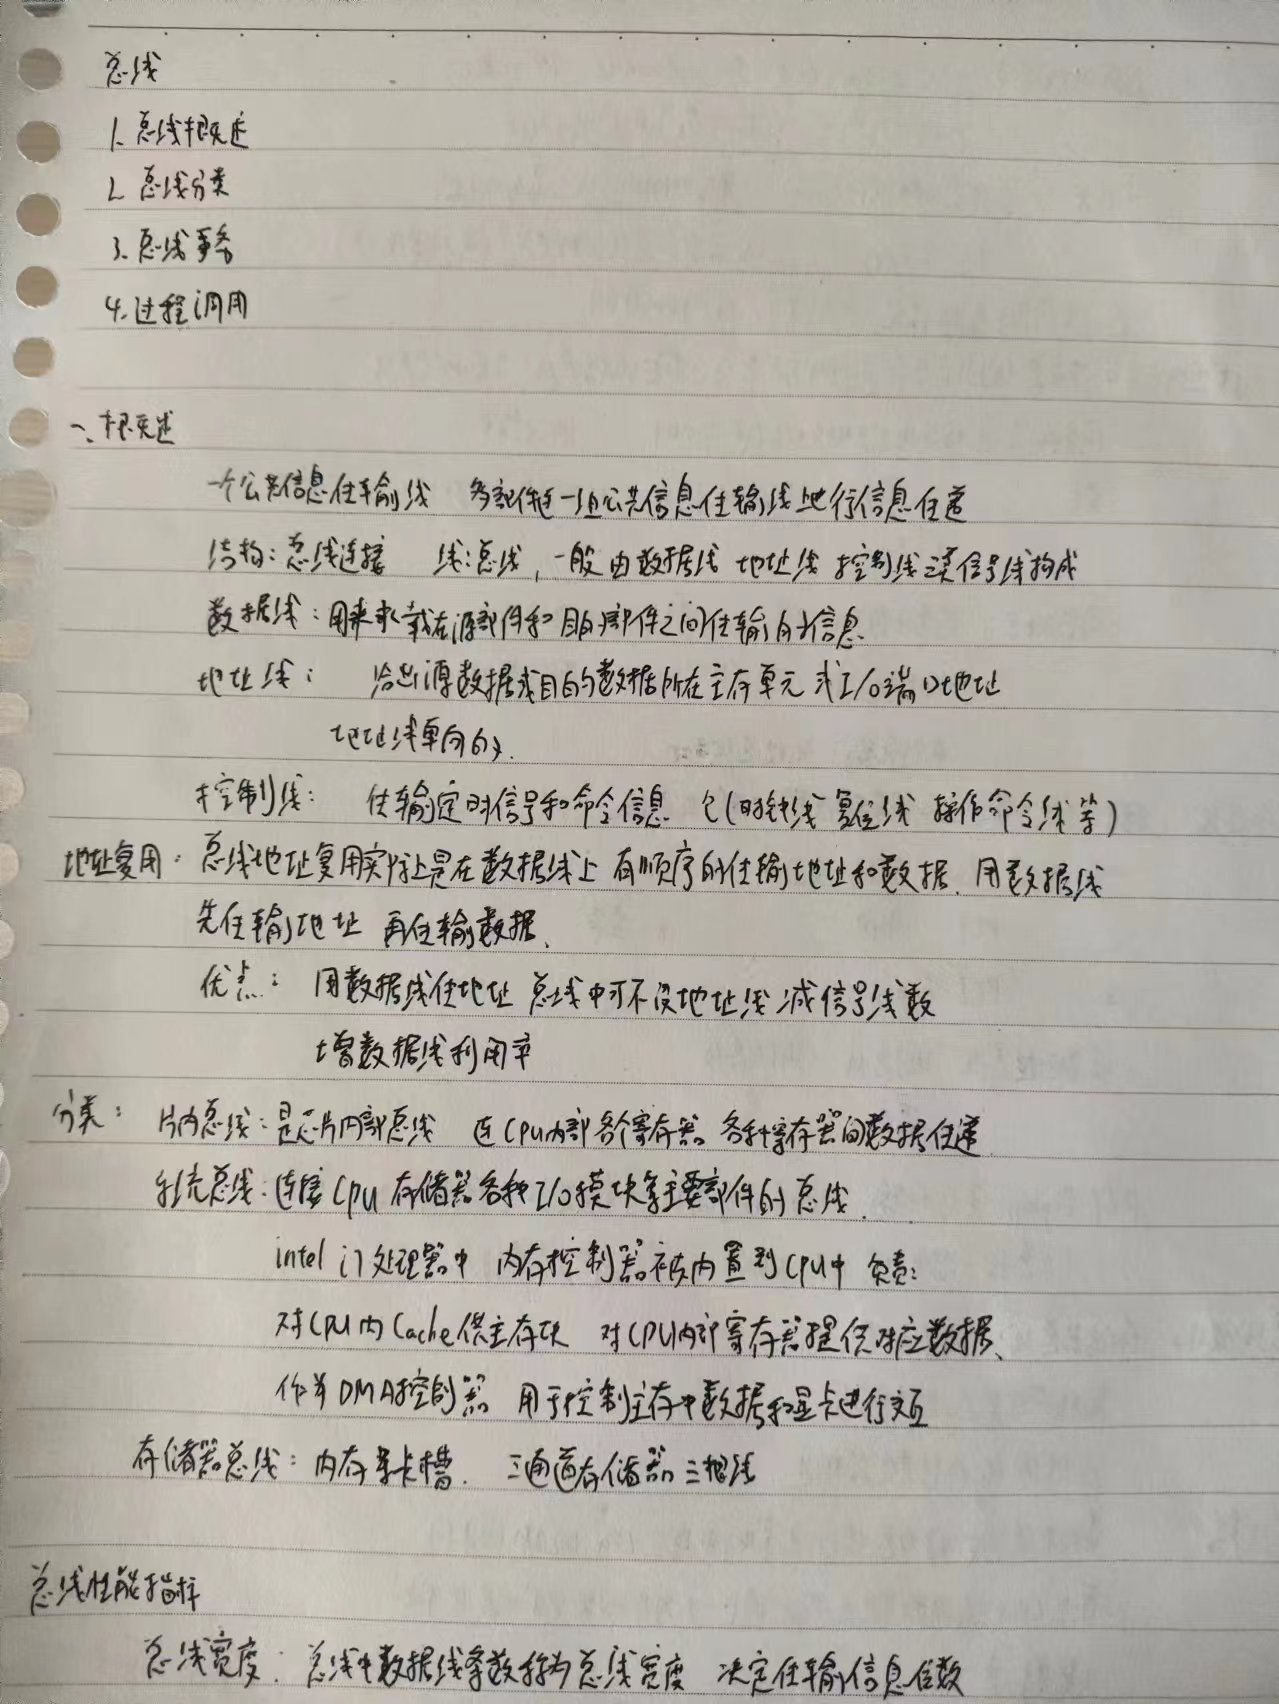 总线
1. 总线概述
2. 总线分类
3. 总线事务
4. 过程调用
一、概述
一个公共信息传输线 多部件在一组公共信息传输线上进行信息传递
结构：总线连接 线：总线，一般由数据线 地址线 控制线 信号线构成
数据线：用来承载在源部件和目的部件之间传输的信息
地址线： 给出源数据或目的数据所在主存单元或I/O端口地址
地址线单向的.
控制线： 传输定时信号和命令信息 (时钟线 复位线 操作命令线等)
地址复用：总线地址复用实际上是在数据线上 有顺序的传输地址和数据. 用数据线
先传输地址 再传输数据、
优点： 用数据线传地址 总线中可不设地址线 减信号线数
增数据线利用率
分类： 片内总线：是芯片内部总线 连CPU内部各个寄存器 各种寄存器间数据传递
系统总线：连接CPU 存储器 各种I/O模块等主要部件的总线.
intel i7处理器中 内存控制器被内置到CPU中 负责：
对CPU内Cache供主存块 对CPU内部寄存器提供对应数据、
作为DMA控制器 用于控制主存中数据和显卡进行交互
存储器总线：内存条卡槽. 三通道存储器 三根线
总线性能指标
总线宽度：总线中数据线条数称为总线宽度 决定传输信息位数